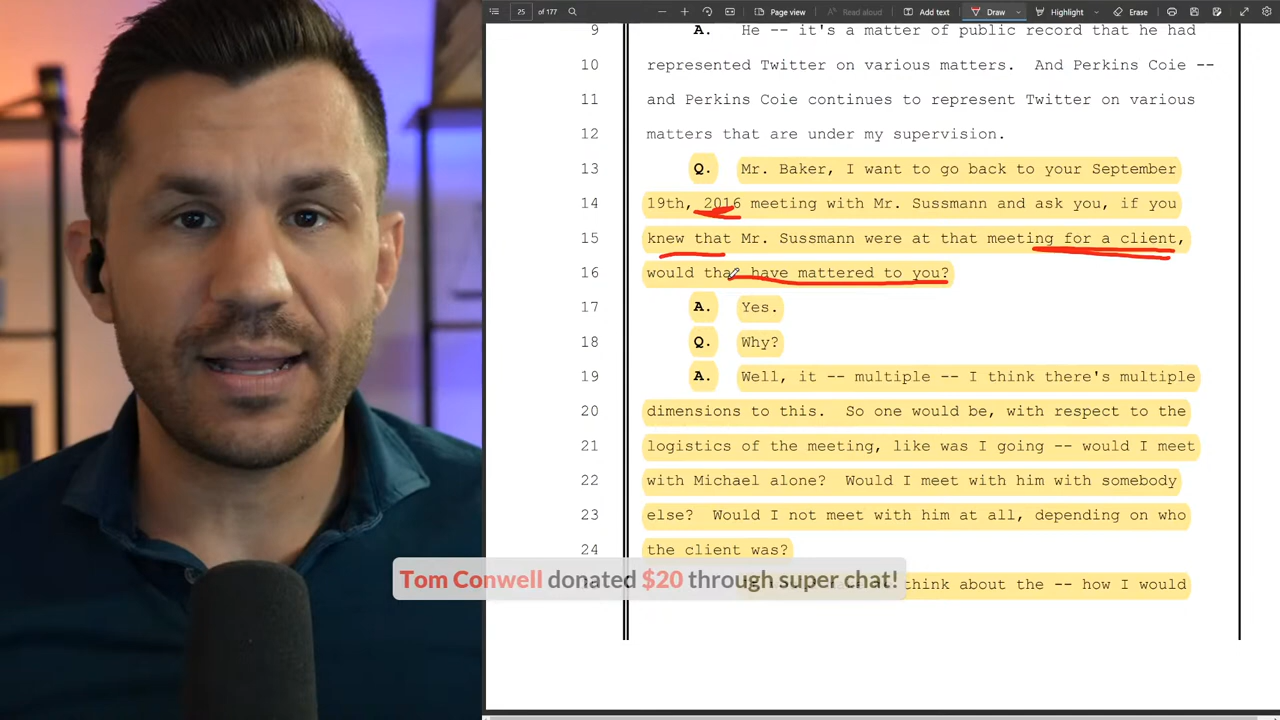 25 of 177 Page view Read aloud Add text Draw Highlight Erase
9 A. He -- it's a matter of public record that he had
10 represented Twitter on various matters. And Perkins Coie --
11 and Perkins Coie continues to represent Twitter on various
12 matters that are under my supervision.
13 Q. Mr. Baker, I want to go back to your September
14 19th, 2016 meeting with Mr. Sussmann and ask you, if you
15 knew that Mr. Sussmann were at that meeting for a client,
16 would that have mattered to you?
17 A. Yes.
18 Q. Why?
19 A. Well, it -- multiple -- I think there's multiple
20 dimensions to this. So one would be, with respect to the
21 logistics of the meeting, like was I going -- would I meet
22 with Michael alone? Would I meet with him with somebody
23 else? Would I not meet with him at all, depending on who
24 the client was?
Tom Conwell donated $20 through super chat!
think about the -- how I would